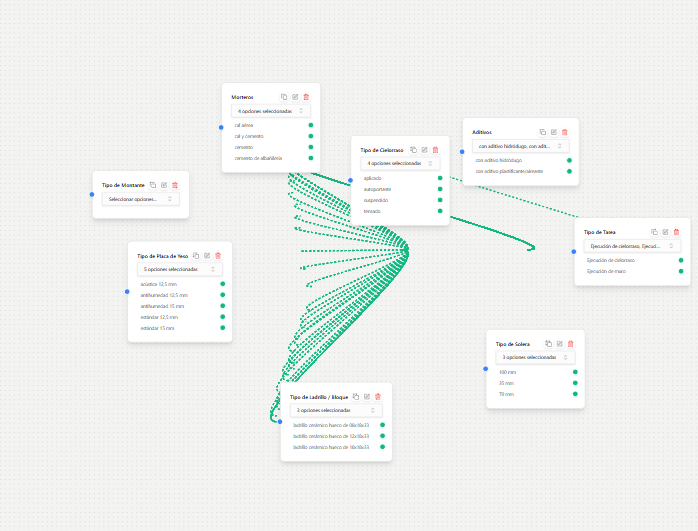 Morteros
4 opciones seleccionadas
cal aérea
cal y cemento
cemento
cemento de albañilería
Tipo de Cielorraso
4 opciones seleccionadas
aplicado
autoportante
suspendido
tensado
Aditivos
con aditivo hidrófugo, con adit...
con aditivo hidrófugo
con aditivo plastificante/aireante
Tipo de Montante
Seleccionar opciones...
Tipo de Tarea
Ejecución de cielorraso, Ejecuci...
Ejecución de cielorraso
Ejecución de muro
Tipo de Placa de Yeso
5 opciones seleccionadas
acústica 12,5 mm
antihumedad 12,5 mm
antihumedad 15 mm
estándar 12,5 mm
estándar 15 mm
Tipo de Solera
3 opciones seleccionadas
100 mm
35 mm
70 mm
Tipo de Ladrillo / Bloque
3 opciones seleccionadas
ladrillo cerámico hueco de 08x18x33
ladrillo cerámico hueco de 12x18x33
ladrillo cerámico hueco de 18x18x33